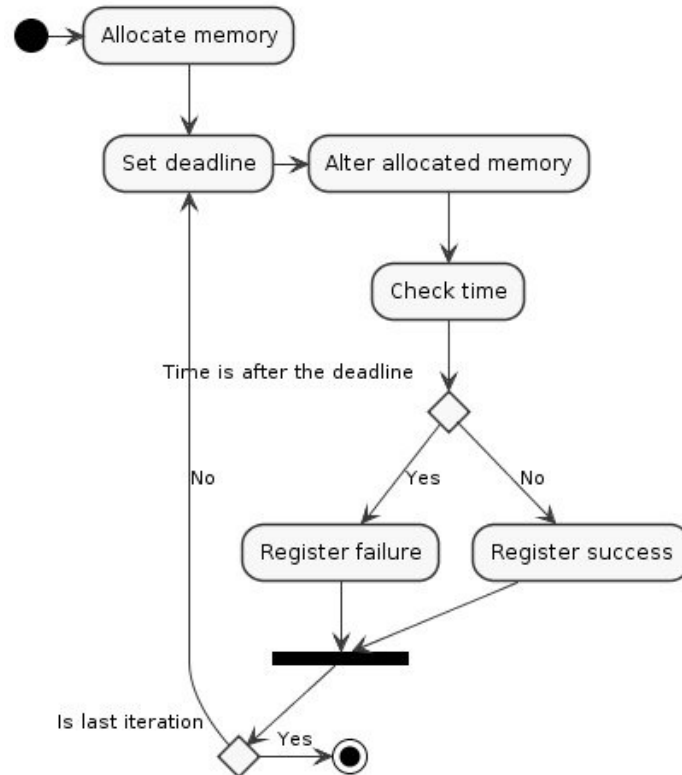 Allocate memory
Set deadline
Alter allocated memory
Check time
Time is after the deadline
Yes
No
No
Register failure
Register success
Is last iteration
Yes